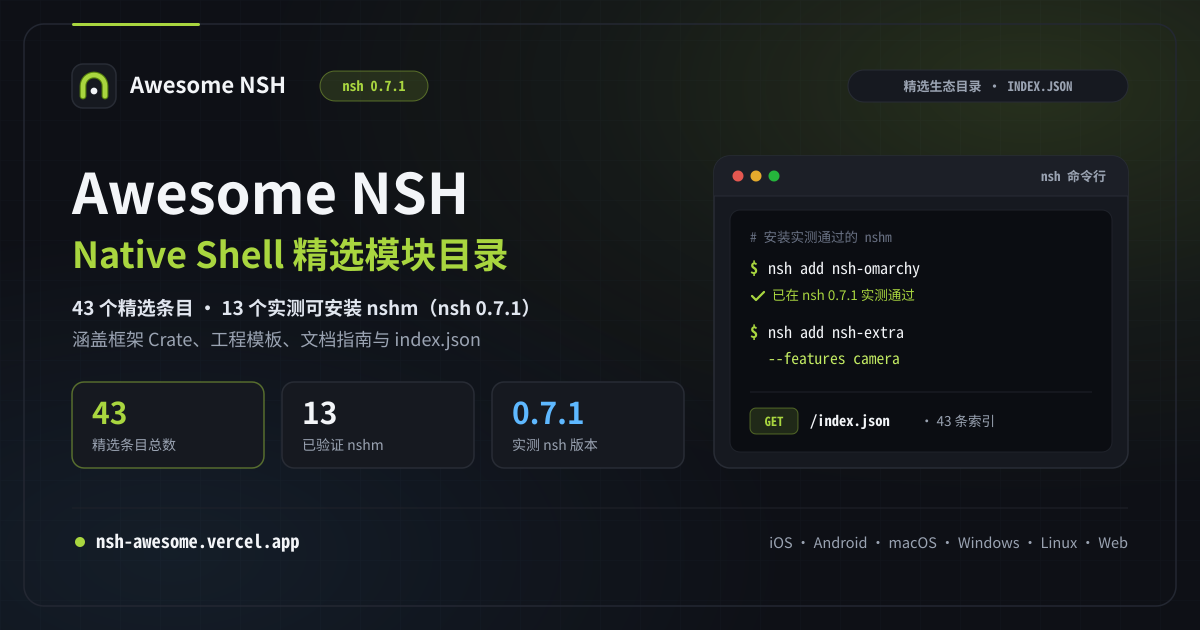 Awesome NSH
nsh 0.7.1
精选生态目录 · INDEX.JSON
Awesome NSH
Native Shell 精选模块目录
43 个精选条目 · 13 个实测可安装 nshm（nsh 0.7.1）
涵盖框架 Crate、工程模板、文档指南与 index.json
43
精选条目总数
13
已验证 nshm
0.7.1
实测 nsh 版本
nsh 命令行
# 安装实测通过的 nshm
$ nsh add nsh-omarchy
已在 nsh 0.7.1 实测通过
$ nsh add nsh-extra
--features camera
GET /index.json · 43 条索引
nsh-awesome.vercel.app
iOS · Android · macOS · Windows · Linux · Web